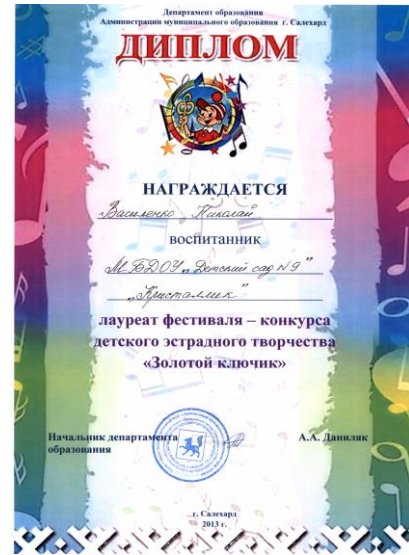 Департамент образования
Администрации муниципального образования г. Салехард
ДИПЛОМ
НАГРАЖДАЕТСЯ
Василенко Николай
воспитанник
МБДОУ „Детский сад №9"
„Кристаллик"
лауреат фестиваля – конкурса
детского эстрадного творчества
«Золотой ключик»
Начальник департамента
образования
А.А. Даниляк
г. Салехард
2013 г.